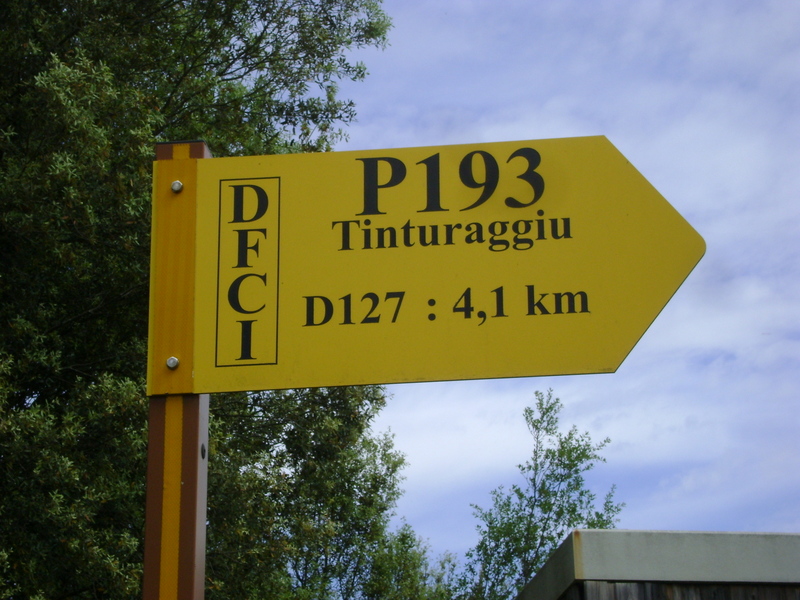 DFCI
P193
Tinturaggiu
D127 : 4,1 km